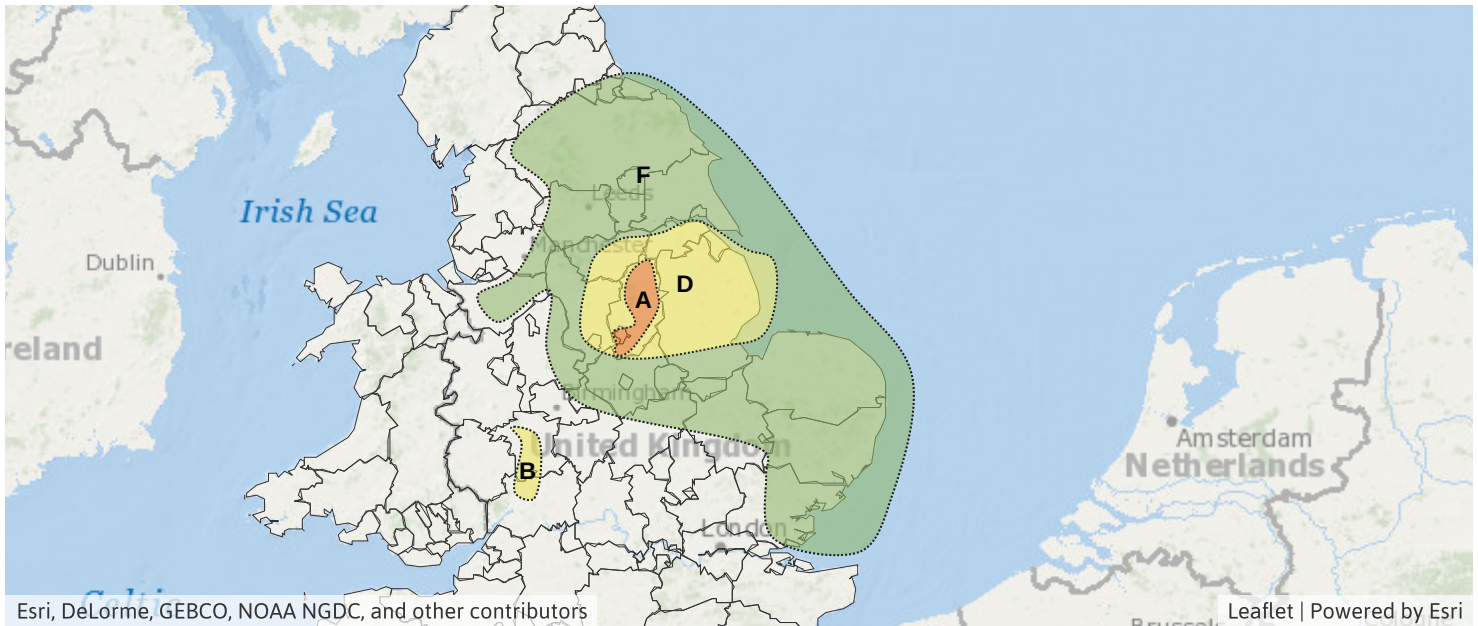 F
Leeds
Irish Sea
Manchester
Dublin
D
A
reland
Birmingham
Amsterdam
United Kingdom
Netherlands
B
London
Celtic
Esri, DeLorme, GEBCO, NOAA NGDC, and other contributors
Leaflet | Powered by Esri